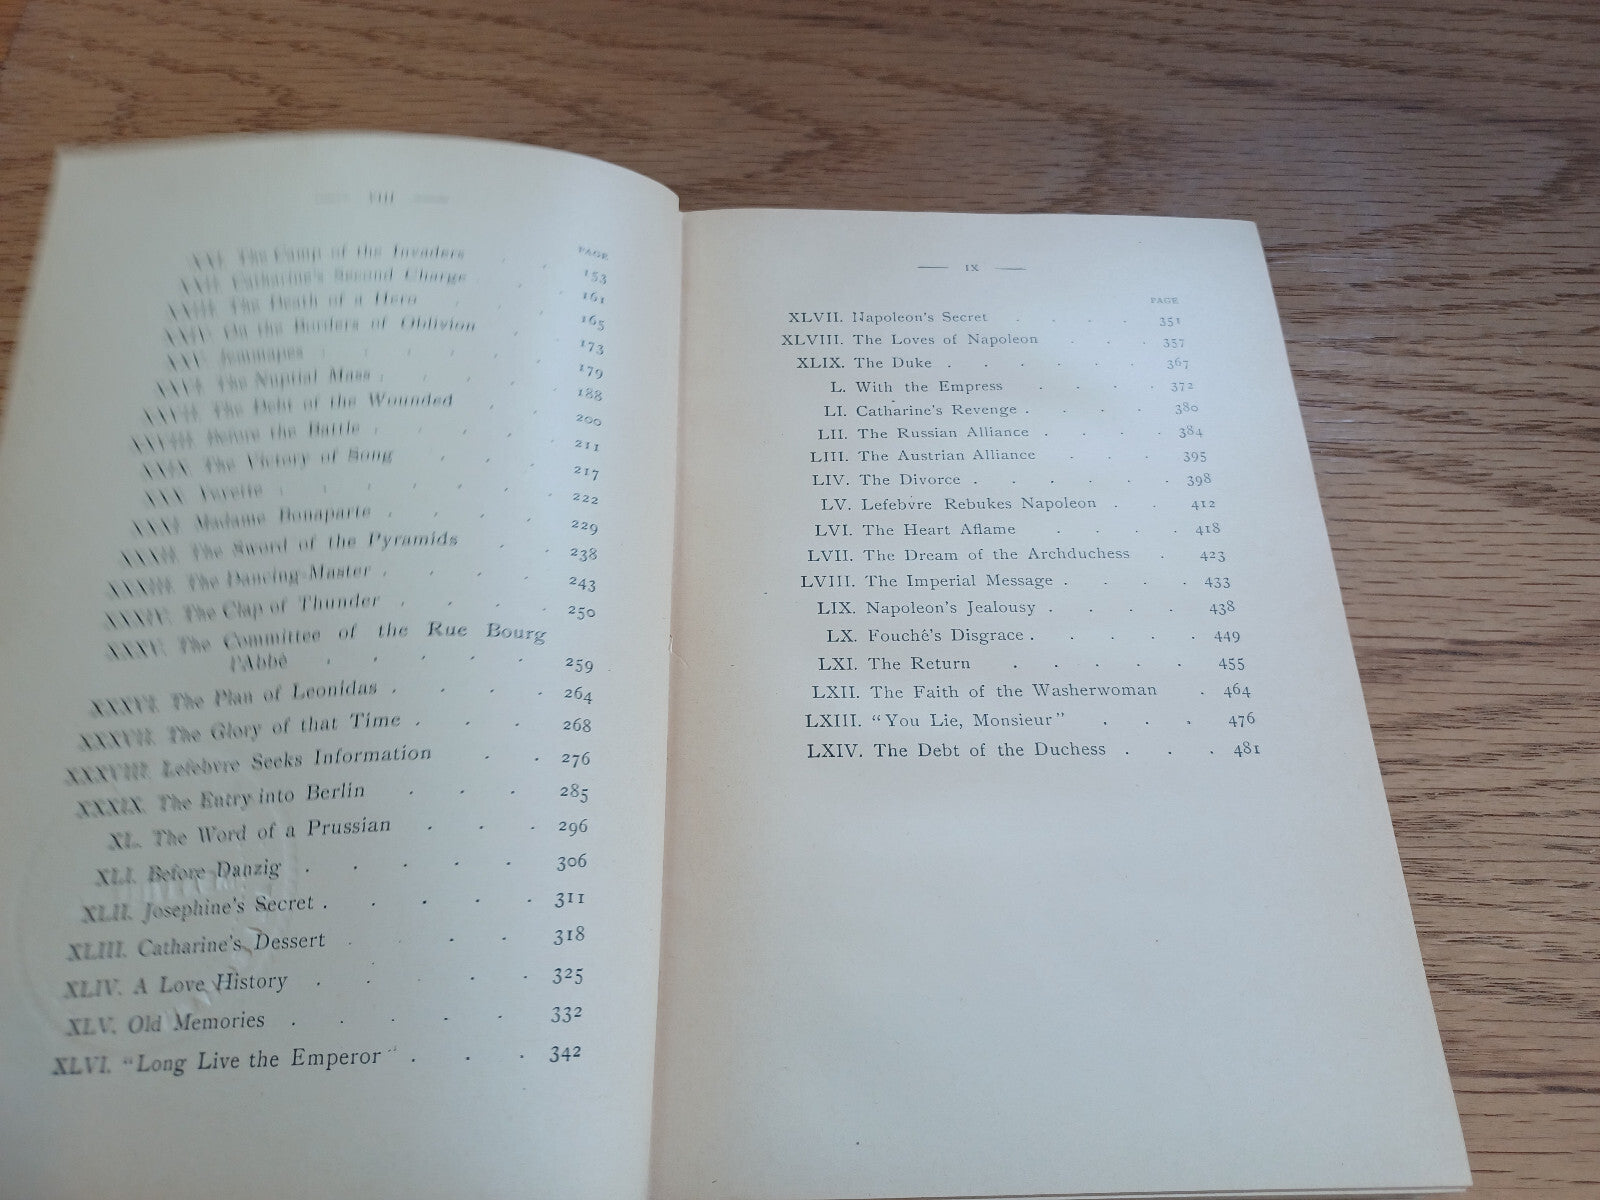 VIII
PAGE
XXI. The Camp of the Invaders . . 153
XXII. Catharine's Second Charge . . 161
XXIII. The Death of a Hero . . . 165
XXIV. On the Borders of Oblivion . . 173
XXV. Jemmapes . . . . . 179
XXVI. The Nuptial Mass . . . . 188
XXVII. The Debt of the Wounded . . 200
XXVIII. Before the Battle . . . . 211
XXIX. The Victory of Song . . . 217
XXX. Yerette . . . . . . 222
XXXI. Madame Bonaparte . . . . 229
XXXII. The Sword of the Pyramids . . 238
XXXIII. The Dancing-Master . . . . 243
XXXIV. The Clap of Thunder . . . . 250
XXXV. The Committee of the Rue Bourg
l'Abbé . . . . . 259
XXXVI. The Plan of Leonidas . . . . 264
XXXVII. The Glory of that Time . . . 268
XXXVIII. Lefebvre Seeks Information . . 276
XXXIX. The Entry into Berlin . . . 285
XL. The Word of a Prussian . . . 296
XLI. Before Danzig . . . . . 306
XLII. Josephine's Secret . . . . . 311
XLIII. Catharine's Dessert . . . 318
XLIV. A Love History . . . . . 325
XLV. Old Memories . . . . . 332
XLVI. "Long Live the Emperor" . . . 342
IX
PAGE
XLVII. Napoleon's Secret . . . . 351
XLVIII. The Loves of Napoleon . . . 357
XLIX. The Duke . . . . . . 367
L. With the Empress . . . . 372
LI. Catharine's Revenge . . . . 380
LII. The Russian Alliance . . . . 384
LIII. The Austrian Alliance . . . 395
LIV. The Divorce . . . . . . 398
LV. Lefebvre Rebukes Napoleon . . 412
LVI. The Heart Aflame . . . . 418
LVII. The Dream of the Archduchess . 423
LVIII. The Imperial Message . . . . 433
LIX. Napoleon's Jealousy . . . . 438
LX. Fouchê's Disgrace . . . . . 449
LXI. The Return . . . . . 455
LXII. The Faith of the Washerwoman . 464
LXIII. "You Lie, Monsieur" . . . 476
LXIV. The Debt of the Duchess . . . 481